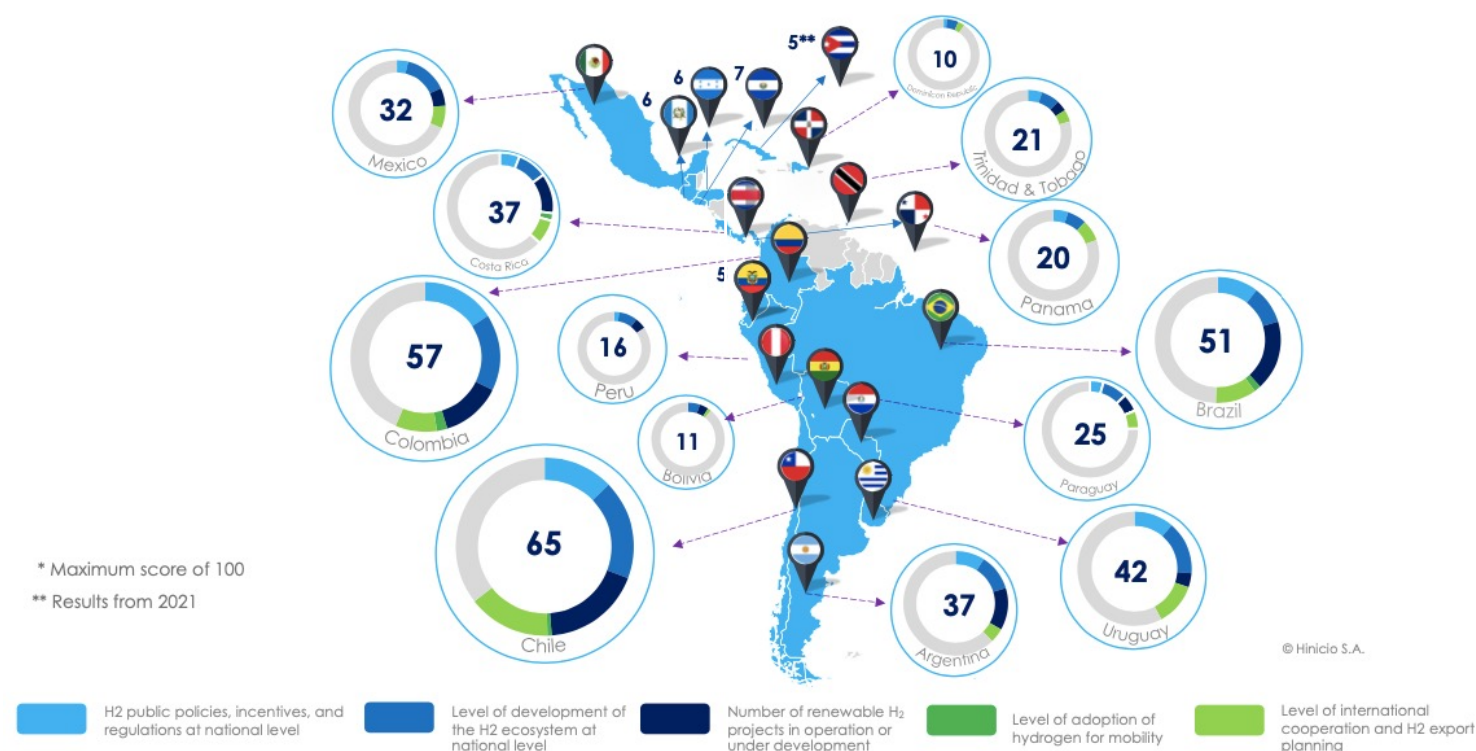 5**
10
Dominican Republic
6
7
6
32
Mexico
21
Trinidad & Tobago
37
Costa Rica
20
Panama
5
57
Colombia
16
Peru
51
Brazil
11
Bolivia
25
Paraguay
65
Chile
42
Uruguay
37
Argentina
* Maximum score of 100
** Results from 2021
© Hinicio S.A.
H2 public policies, incentives, and
regulations at national level
Level of development of
the H2 ecosystem at
national level
Number of renewable H₂
projects in operation or
under development
Level of adoption of
hydrogen for mobility
Level of international
cooperation and H2 export
planning